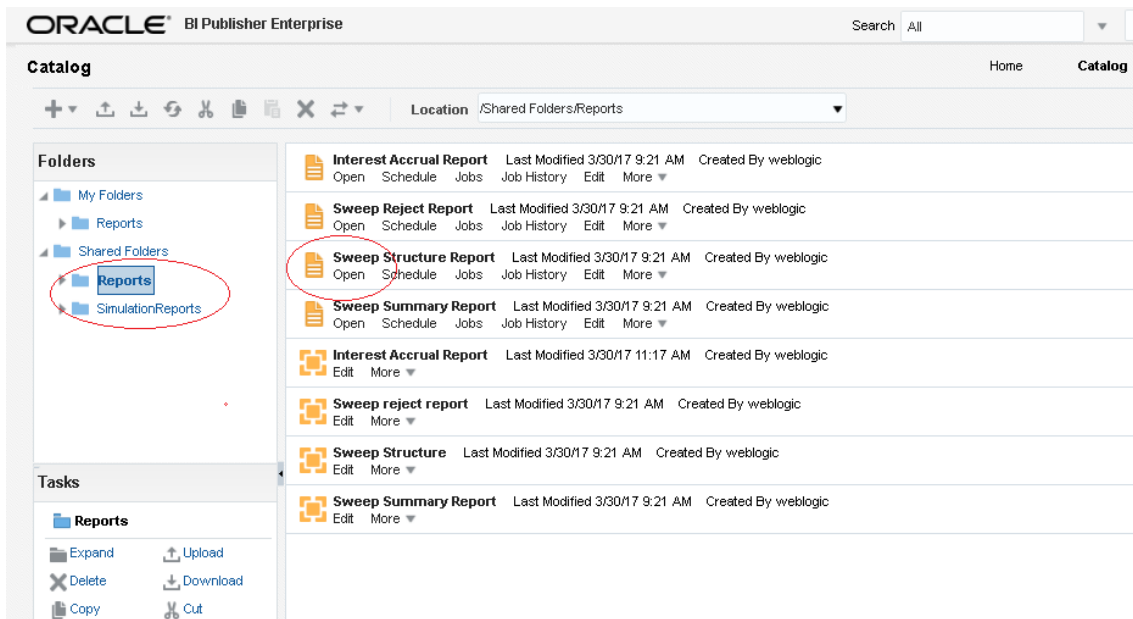 ORACLE BI Publisher Enterprise Search All
Catalog Home Catalog
Location /Shared Folders/Reports
Folders
My Folders
Reports
Shared Folders
Reports
SimulationReports
Interest Accrual Report Last Modified 3/30/17 9:21 AM Created By weblogic
Open Schedule Jobs Job History Edit More
Sweep Reject Report Last Modified 3/30/17 9:21 AM Created By weblogic
Open Schedule Jobs Job History Edit More
Sweep Structure Report Last Modified 3/30/17 9:21 AM Created By weblogic
Open Schedule Jobs Job History Edit More
Sweep Summary Report Last Modified 3/30/17 9:21 AM Created By weblogic
Open Schedule Jobs Job History Edit More
Interest Accrual Report Last Modified 3/30/17 11:17 AM Created By weblogic
Edit More
Sweep reject report Last Modified 3/30/17 9:21 AM Created By weblogic
Edit More
Sweep Structure Last Modified 3/30/17 9:21 AM Created By weblogic
Edit More
Sweep Summary Report Last Modified 3/30/17 9:21 AM Created By weblogic
Edit More
Tasks
Reports
Expand Upload
Delete Download
Copy Cut